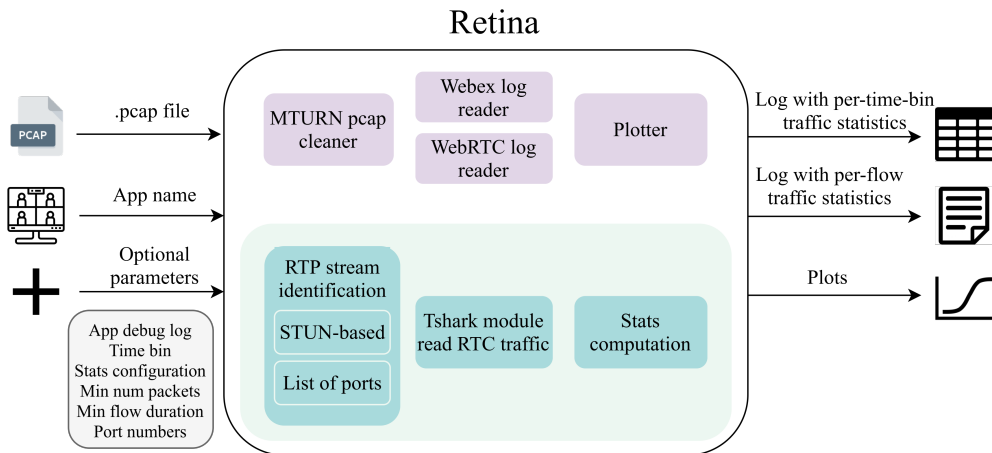 Retina
.pcap file
PCAP
App name
Optional
parameters
App debug log
Time bin
Stats configuration
Min num packets
Min flow duration
Port numbers
MTURN pcap
cleaner
Webex log
reader
WebRTC log
reader
Plotter
RTP stream
identification
STUN-based
List of ports
Tshark module
read RTC traffic
Stats
computation
Log with per-time-bin
traffic statistics
Log with per-flow
traffic statistics
Plots